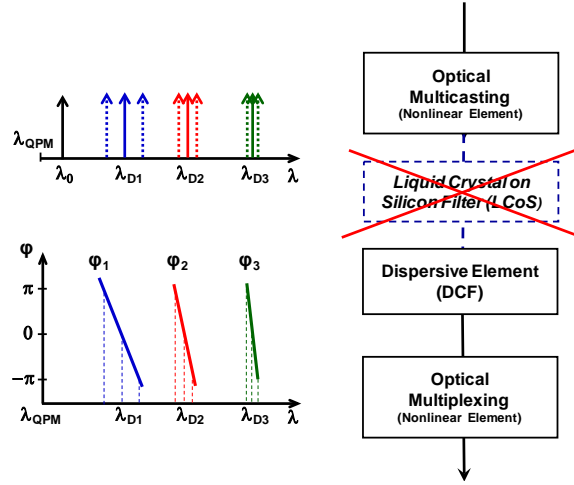 λQPM
λ0
λD1
λD2
λD3
λ
φ
φ1
φ2
φ3
π
0
−π
λQPM
λD1
λD2
λD3
λ
Optical
Multicasting
(Nonlinear Element)
Liquid Crystal on
Silicon Filter (LCoS)
Dispersive Element
(DCF)
Optical
Multiplexing
(Nonlinear Element)